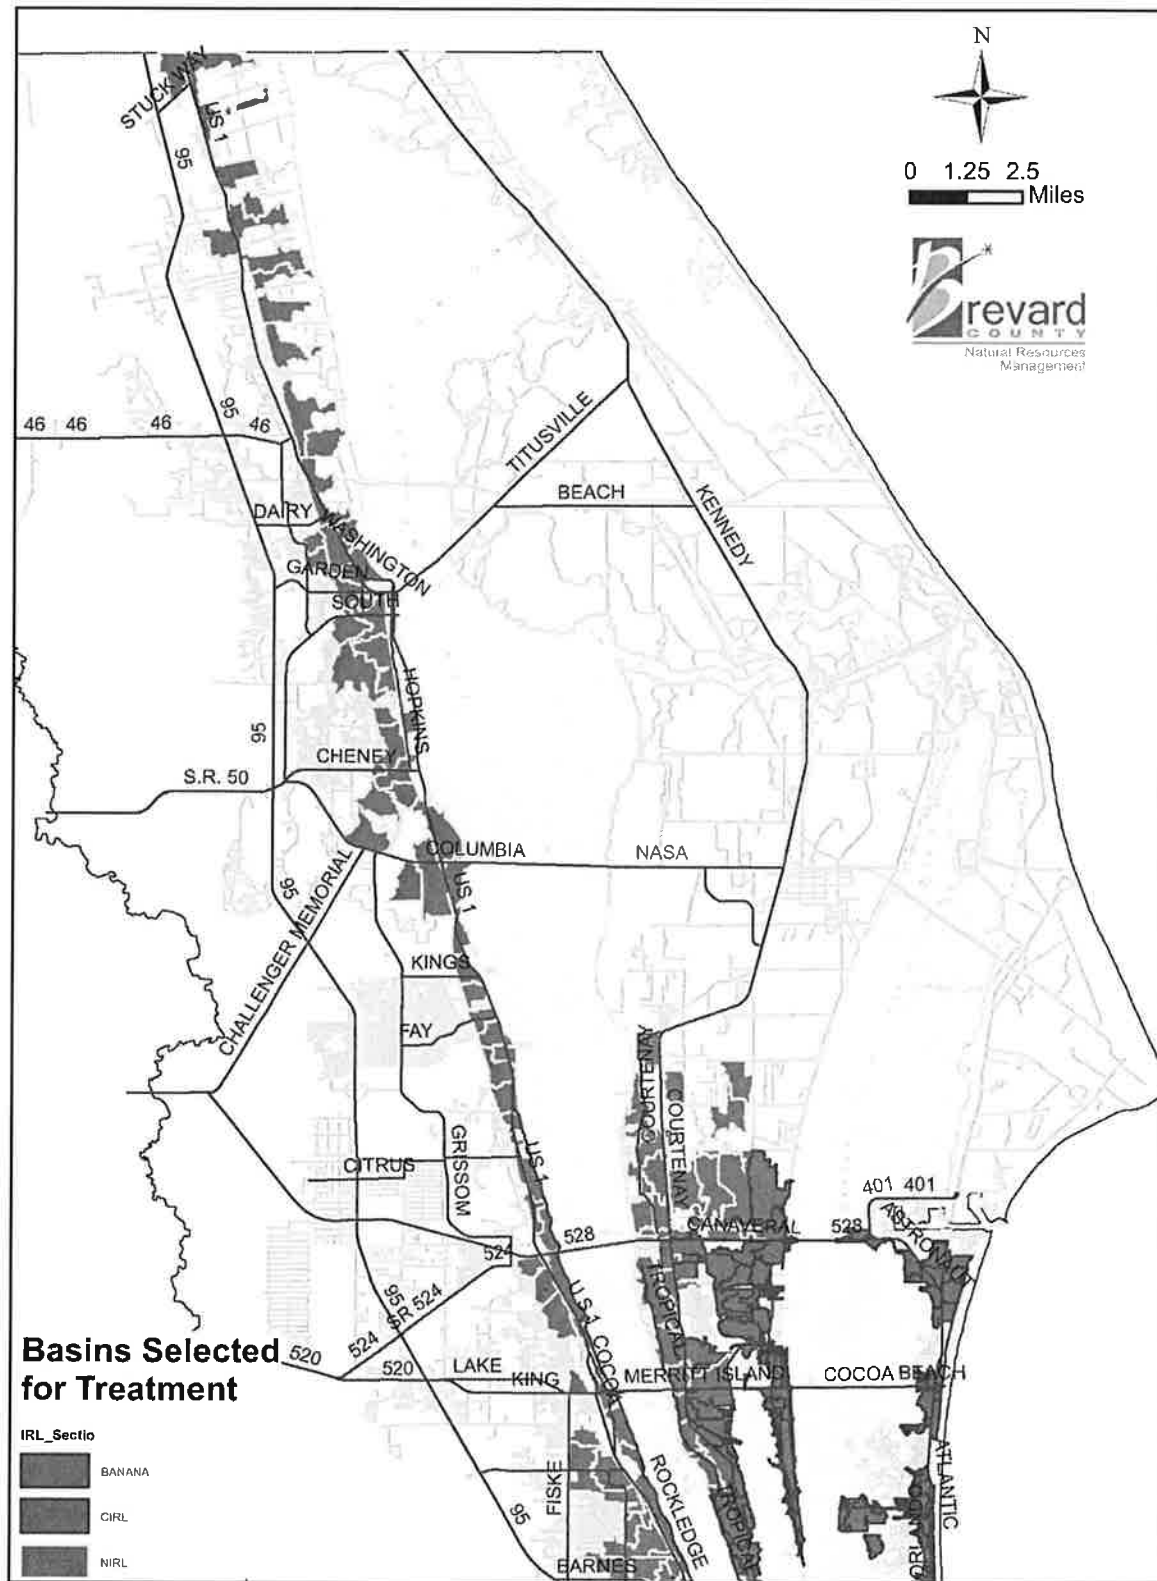 N
0 1.25 2.5
Miles
revard
COUNTY
Natural Resources
Management
STUCK WAY
US 1
95
46 46 46 46
95
TITUSVILLE
BEACH
KENNEDY
DAIRY
WASHINGTON
GARDEN
SOUTH
HOPKINS
95
CHENEY
S.R. 50
COLUMBIA
NASA
95
US 1
CHALLENGER MEMORIAL
KINGS
FAY
COURTENAY
COURTENAY
GRISSOM
CITRUS
US 1
401 401
401
ASTRONAUT
CANAVERAL
528
528
524
TROPICAL
95
SR 524
524
U.S.1 COCOA
520
520
LAKE
KING
MERRITT ISLAND
COCOA BEACH
ATLANTIC
FISKE
ROCKLEDGE
TROPICAL
ORLANDO
95
BARNES
Basins Selected
for Treatment
IRL_Sectio
BANANA
CIRL
NIRL